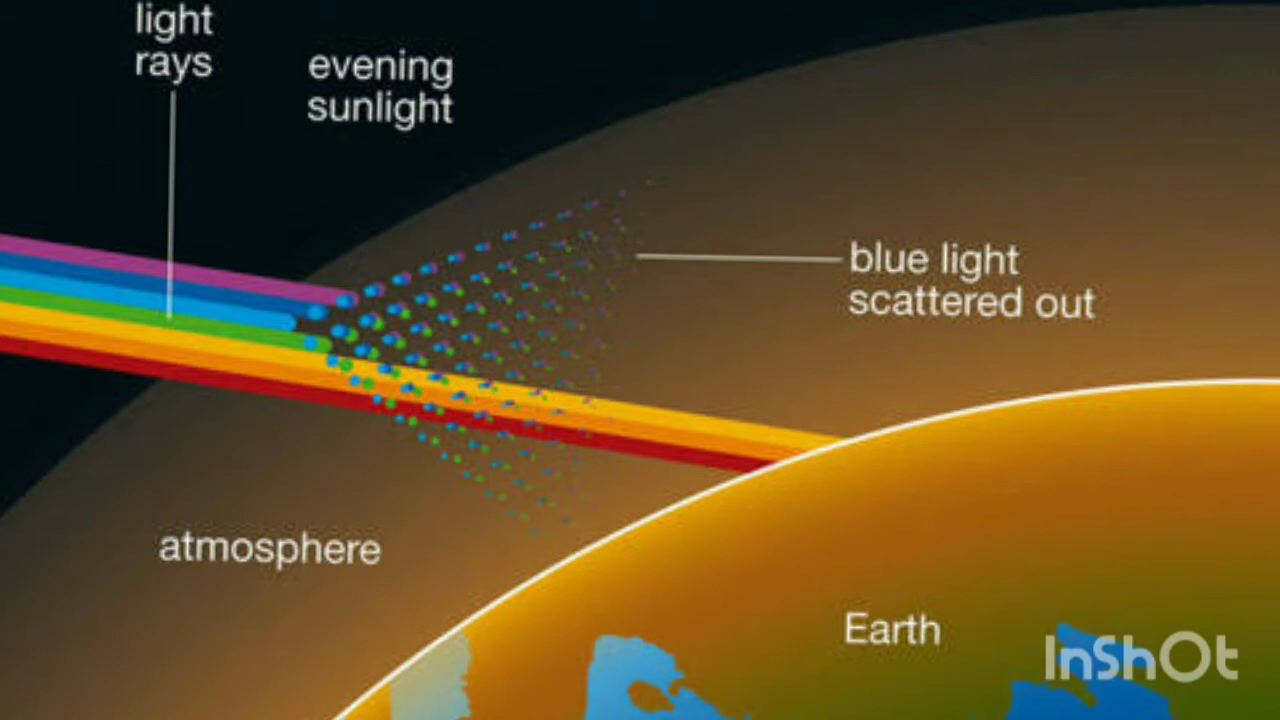 light
rays
evening
sunlight
blue light
scattered out
atmosphere
Earth
InShOt